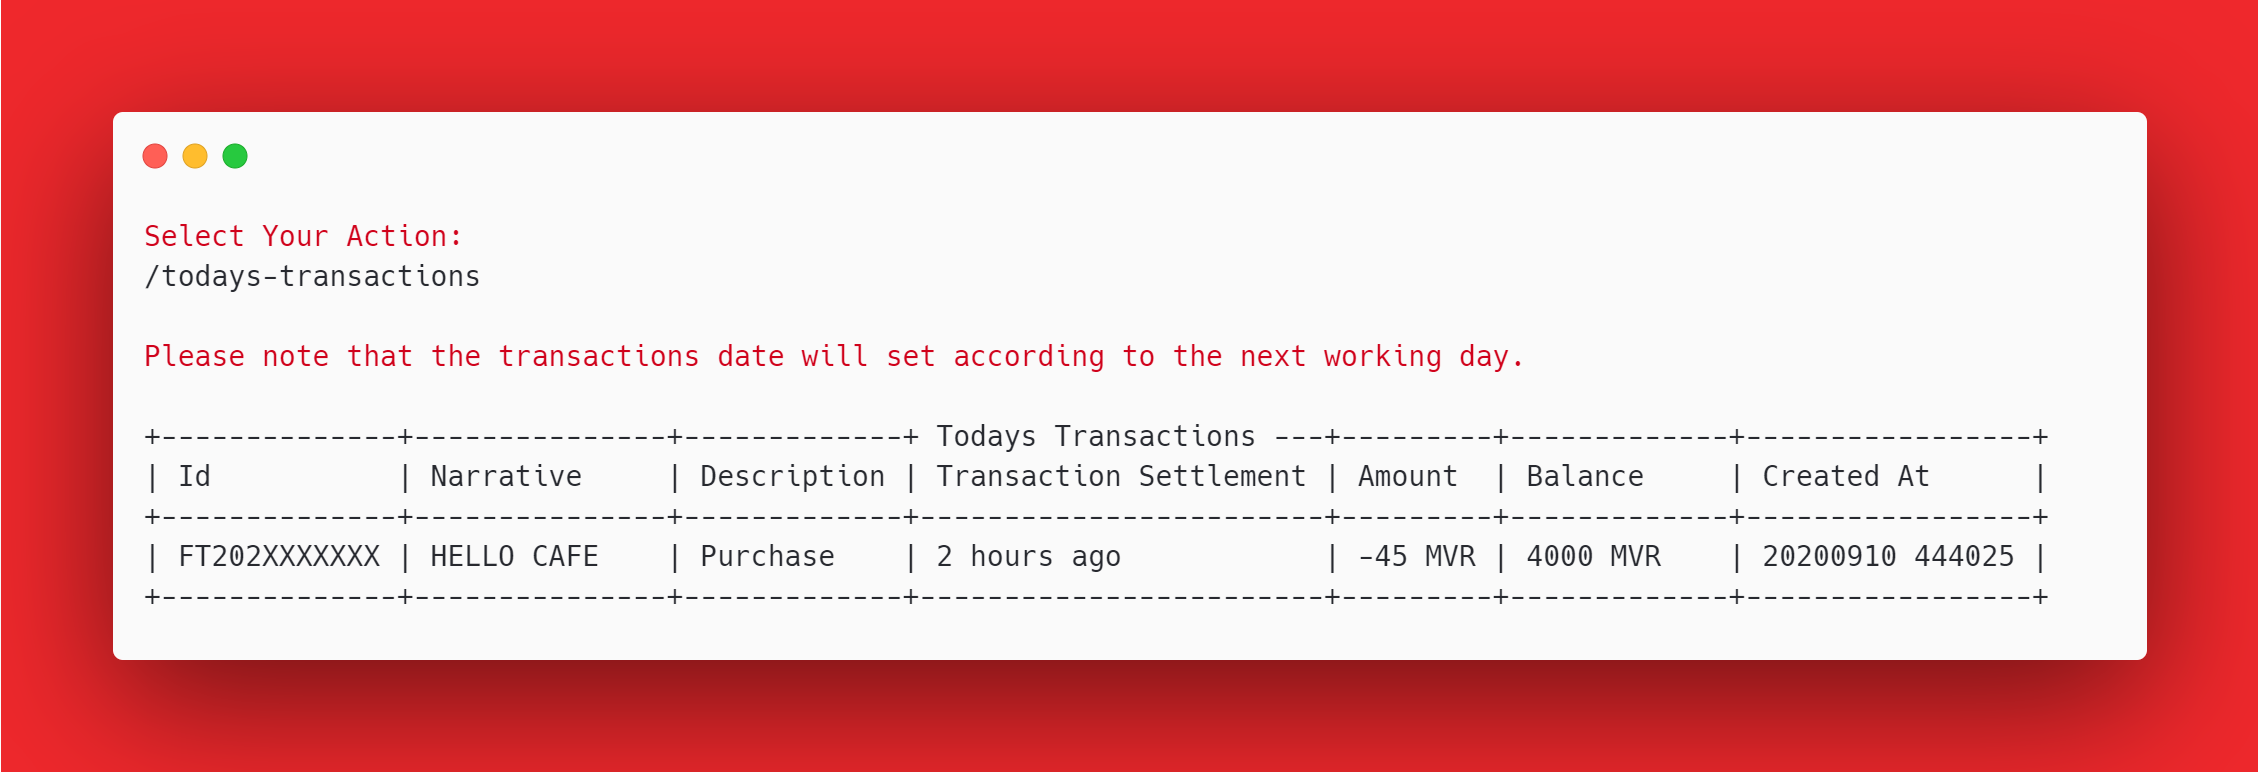 Select Your Action:
/todays-transactions
Please note that the transactions date will set according to the next working day.
+--------------+---------------+-------------+ Todays Transactions ---+---------+-------------+-----------------+
| Id           | Narrative     | Description | Transaction Settlement | Amount  | Balance     | Created At      |
+--------------+---------------+-------------+------------------------+---------+-------------+-----------------+
| FT202XXXXXXX | HELLO CAFE    | Purchase    | 2 hours ago            | -45 MVR | 4000 MVR    | 20200910 444025 |
+--------------+---------------+-------------+------------------------+---------+-------------+-----------------+